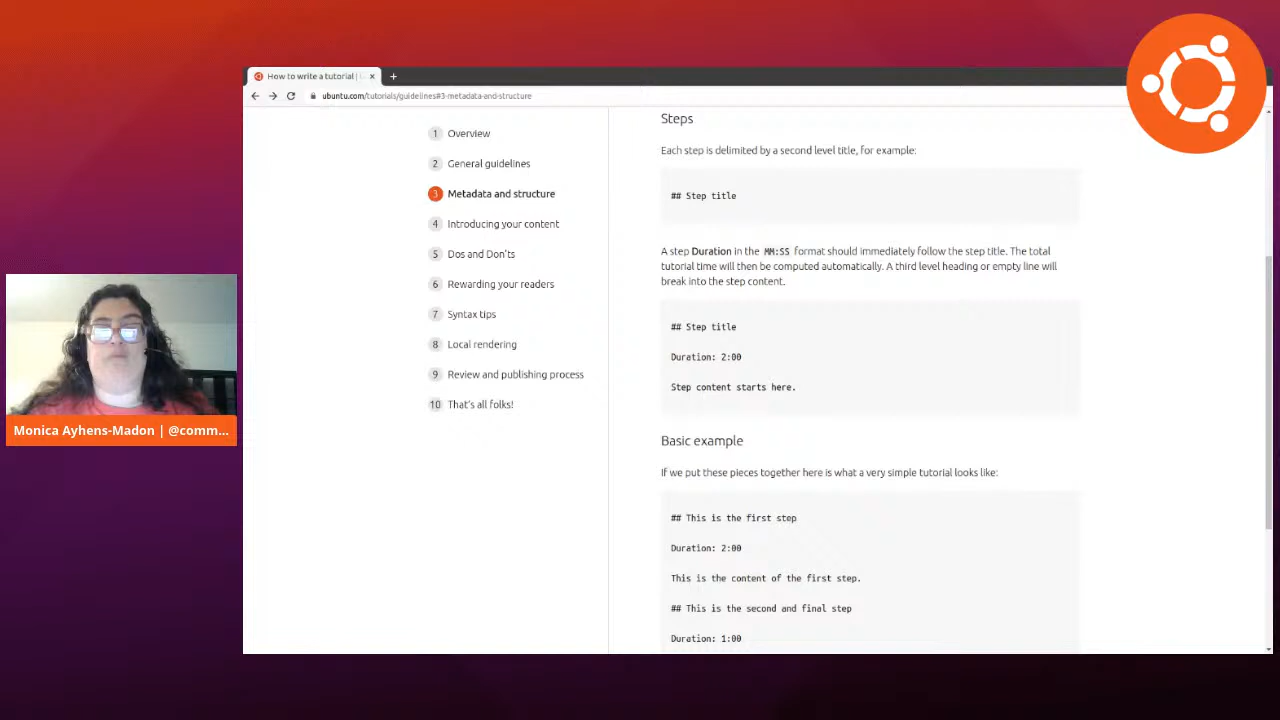 How to write a tutorial |
ubuntu.com/tutorials/guidelines#3-metadata-and-structure
1 Overview
2 General guidelines
3 Metadata and structure
4 Introducing your content
5 Dos and Don'ts
6 Rewarding your readers
7 Syntax tips
8 Local rendering
9 Review and publishing process
10 That's all folks!
Steps
Each step is delimited by a second level title, for example:
## Step title
A step Duration in the MM:SS format should immediately follow the step title. The total
tutorial time will then be computed automatically. A third level heading or empty line will
break into the step content.
## Step title
Duration: 2:00
Step content starts here.
Basic example
If we put these pieces together here is what a very simple tutorial looks like:
## This is the first step
Duration: 2:00
This is the content of the first step.
## This is the second and final step
Duration: 1:00
Monica Ayhens-Madon | @comm...